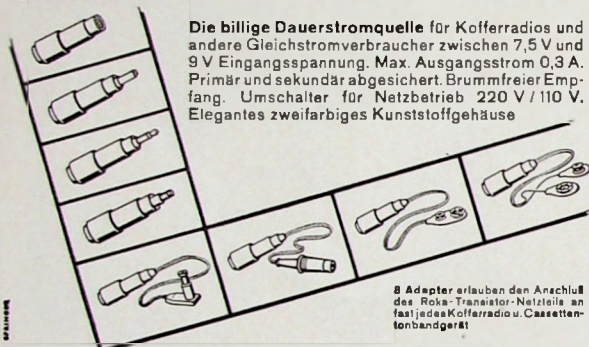 Die billige Dauerstromquelle für Kofferradios und
andere Gleichstromverbraucher zwischen 7,5 V und
9 V Eingangsspannung. Max. Ausgangsstrom 0,3 A.
Primär und sekundär abgesichert. Brummfreier Emp-
fang. Umschalter für Netzbetrieb 220 V / 110 V.
Elegantes zweifarbiges Kunststoffgehäuse
8 Adapter erlauben den Anschluß
des Roka-Transistor-Netzteils an
fast jedes Kofferradio u. Cassetten-
tonbandgerät